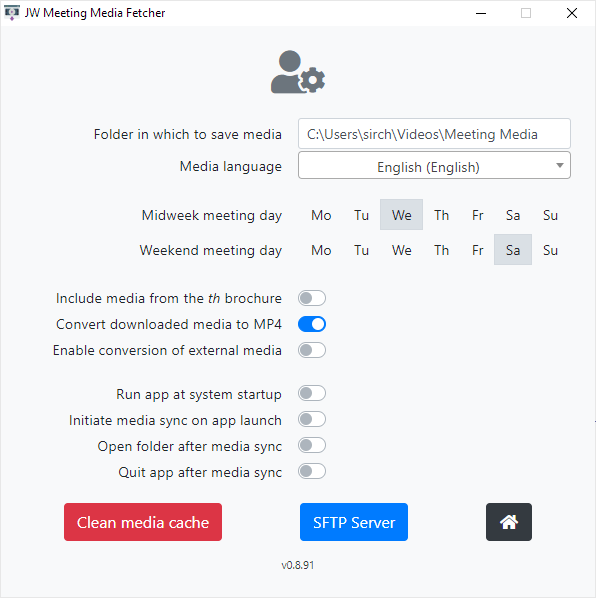 JW Meeting Media Fetcher
Folder in which to save media C:\Users\sirch\Videos\Meeting Media
Media language English (English)
Midweek meeting day Mo Tu We Th Fr Sa Su
Weekend meeting day Mo Tu We Th Fr Sa Su
Include media from the th brochure
Convert downloaded media to MP4
Enable conversion of external media
Run app at system startup
Initiate media sync on app launch
Open folder after media sync
Quit app after media sync
Clean media cache SFTP Server
v0.8.91